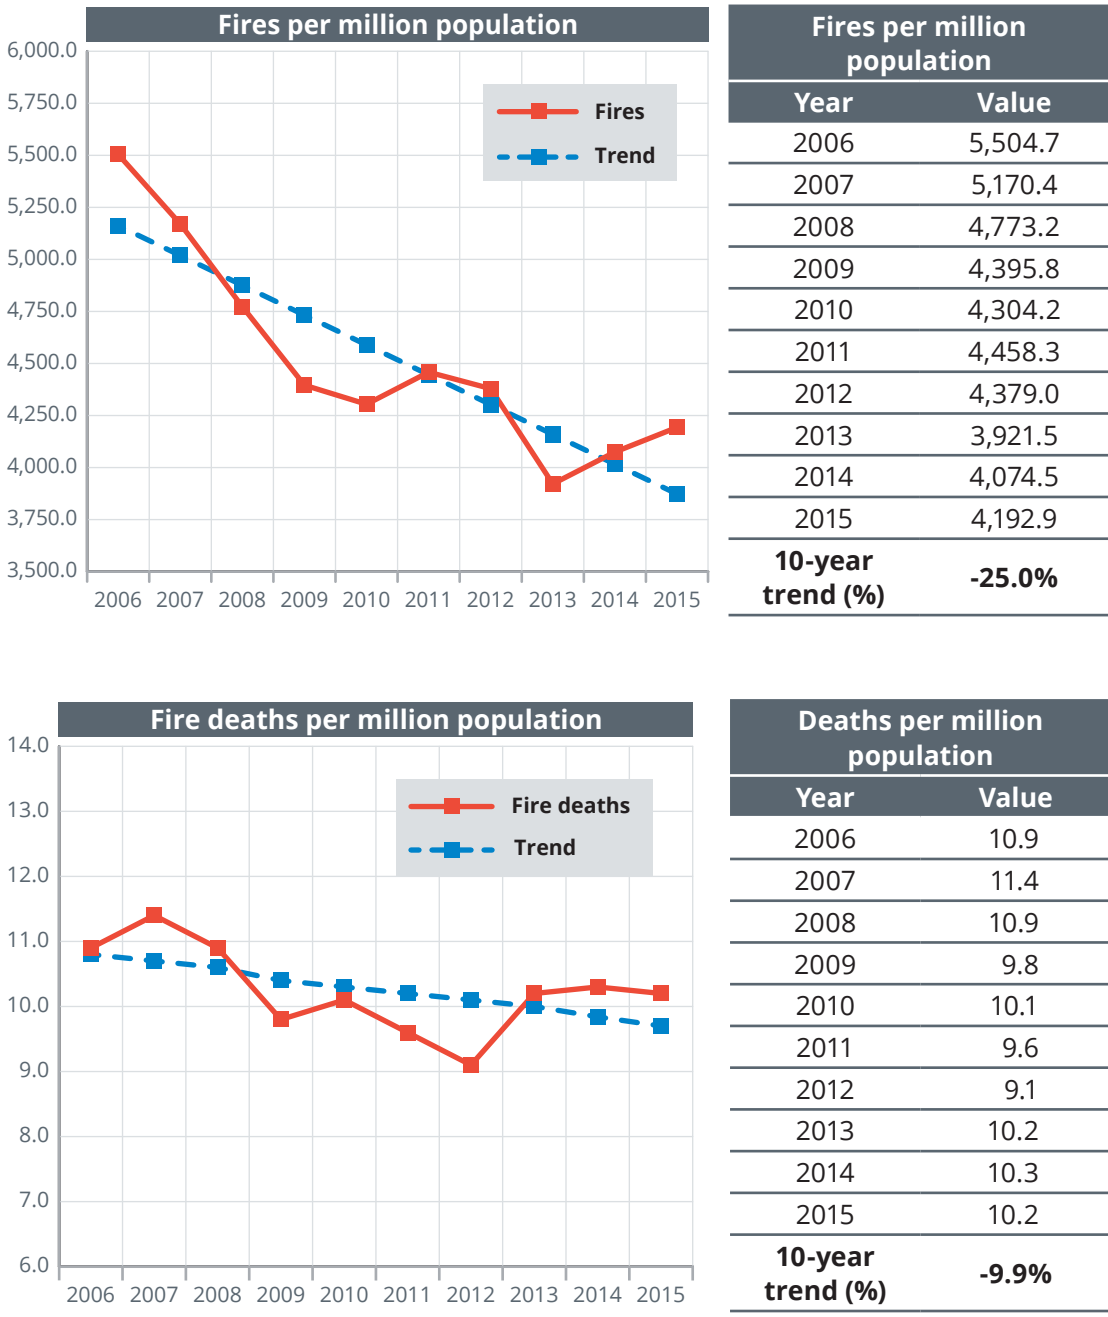 Fires per million population
6,000.0
5,750.0
5,500.0
5,250.0
5,000.0
4,750.0
4,500.0
4,250.0
4,000.0
3,750.0
3,500.0
Fires
Trend
2006 2007 2008 2009 2010 2011 2012 2013 2014 2015
Fires per million
population
Year Value
2006 5,504.7
2007 5,170.4
2008 4,773.2
2009 4,395.8
2010 4,304.2
2011 4,458.3
2012 4,379.0
2013 3,921.5
2014 4,074.5
2015 4,192.9
10-year
trend (%) -25.0%
Fire deaths per million population
14.0
13.0
12.0
11.0
10.0
9.0
8.0
7.0
6.0
Fire deaths
Trend
2006 2007 2008 2009 2010 2011 2012 2013 2014 2015
Deaths per million
population
Year Value
2006 10.9
2007 11.4
2008 10.9
2009 9.8
2010 10.1
2011 9.6
2012 9.1
2013 10.2
2014 10.3
2015 10.2
10-year
trend (%) -9.9%